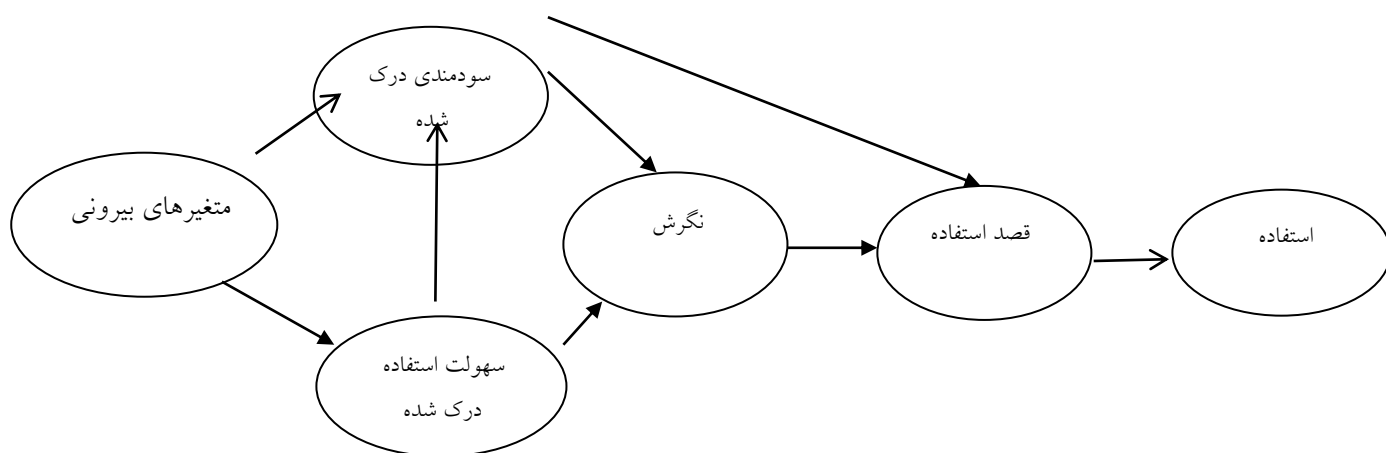 سودمندی درک
شده
متغیرهای بیرونی
نگرش
قصد استفاده
استفاده
سهولت استفاده
درک شده